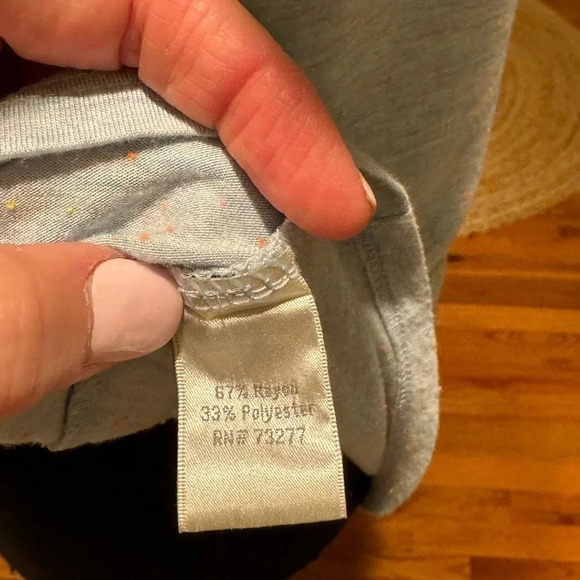 67% Rayon
33% Polyester
RN# 73277